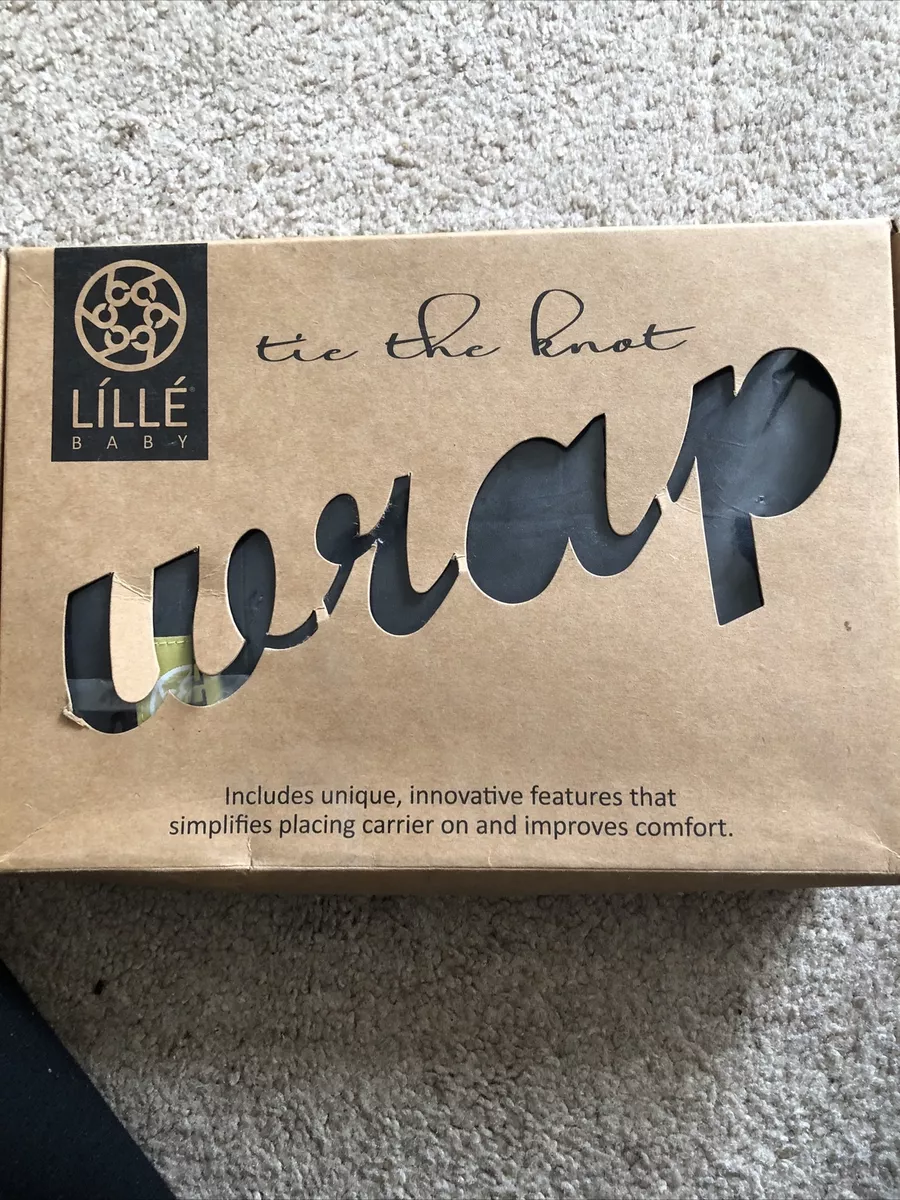 LÍLLÉ
BABY
tie the knot
wrap
Includes unique, innovative features that
simplifies placing carrier on and improves comfort.